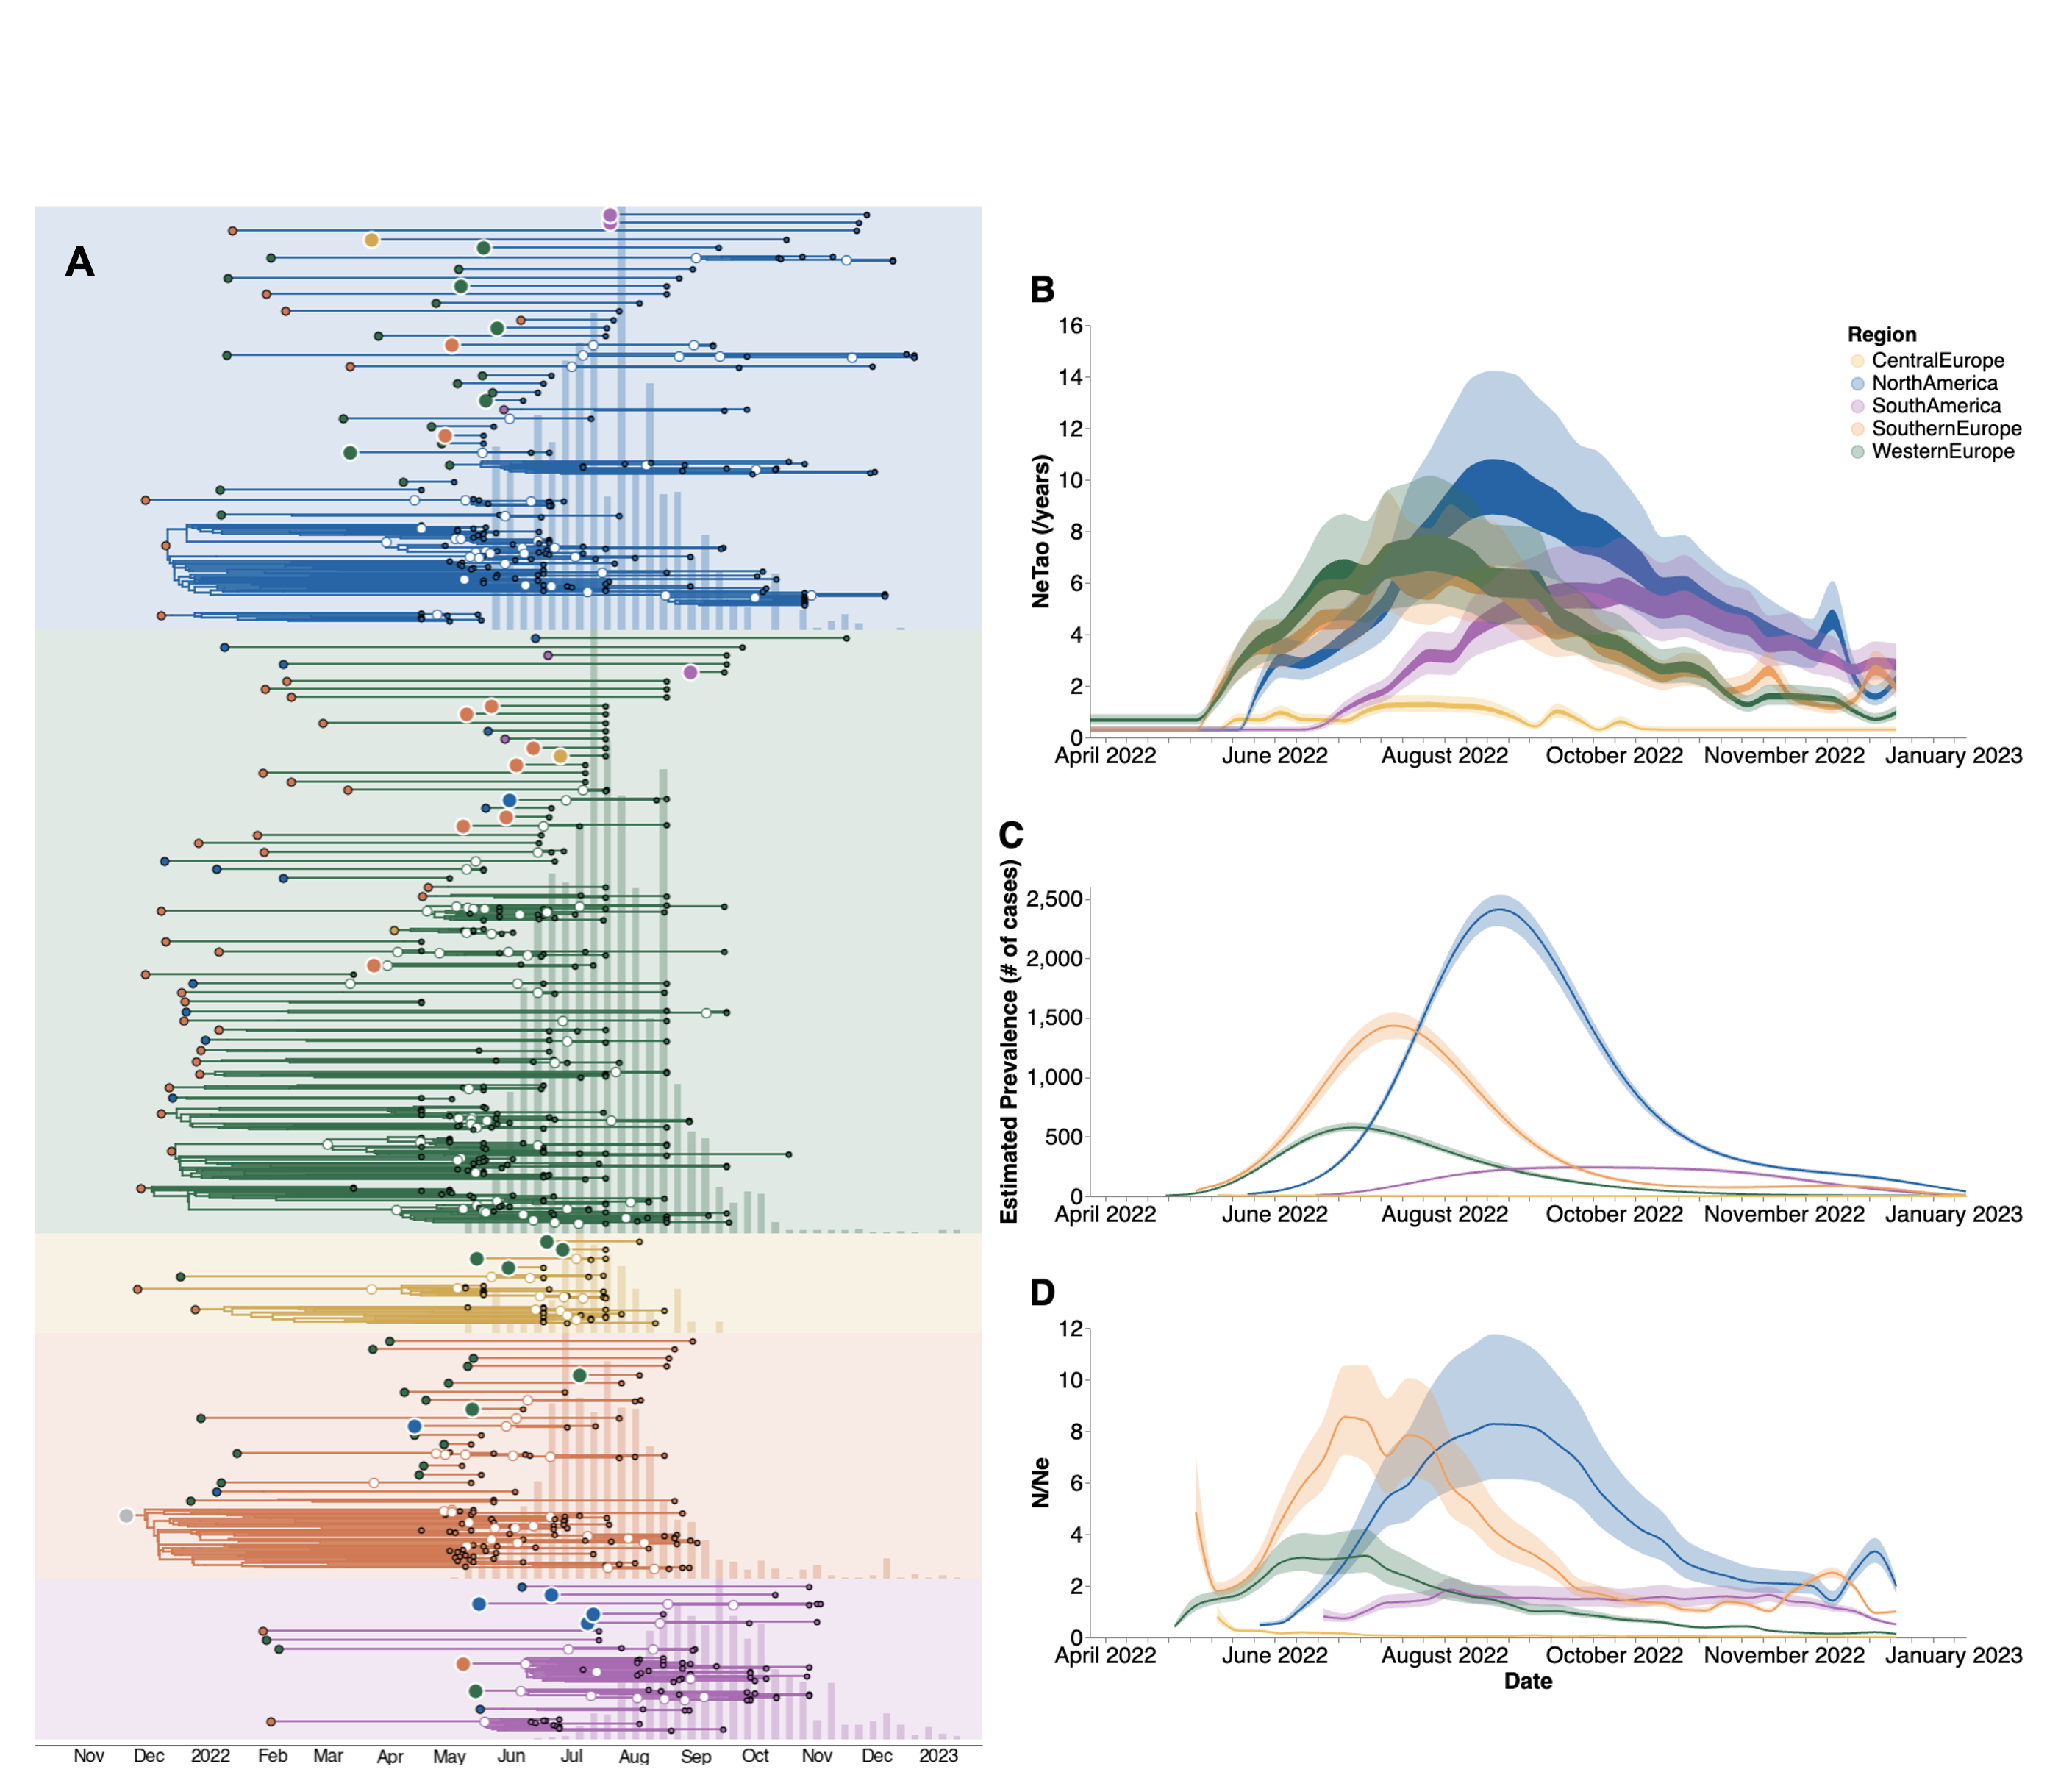 A
Nov Dec 2022 Feb Mar Apr May Jun Jul Aug Sep Oct Nov Dec 2023
B
NeTao (/years)
16
14
12
10
8
6
4
2
0
April 2022 June 2022 August 2022 October 2022 November 2022 January 2023
Region
CentralEurope
NorthAmerica
SouthAmerica
SouthernEurope
WesternEurope
C
Estimated Prevalence (# of cases)
2,500
2,000
1,500
1,000
500
0
April 2022 June 2022 August 2022 October 2022 November 2022 January 2023
D
N/Ne
12
10
8
6
4
2
0
April 2022 June 2022 August 2022 October 2022 November 2022 January 2023
Date